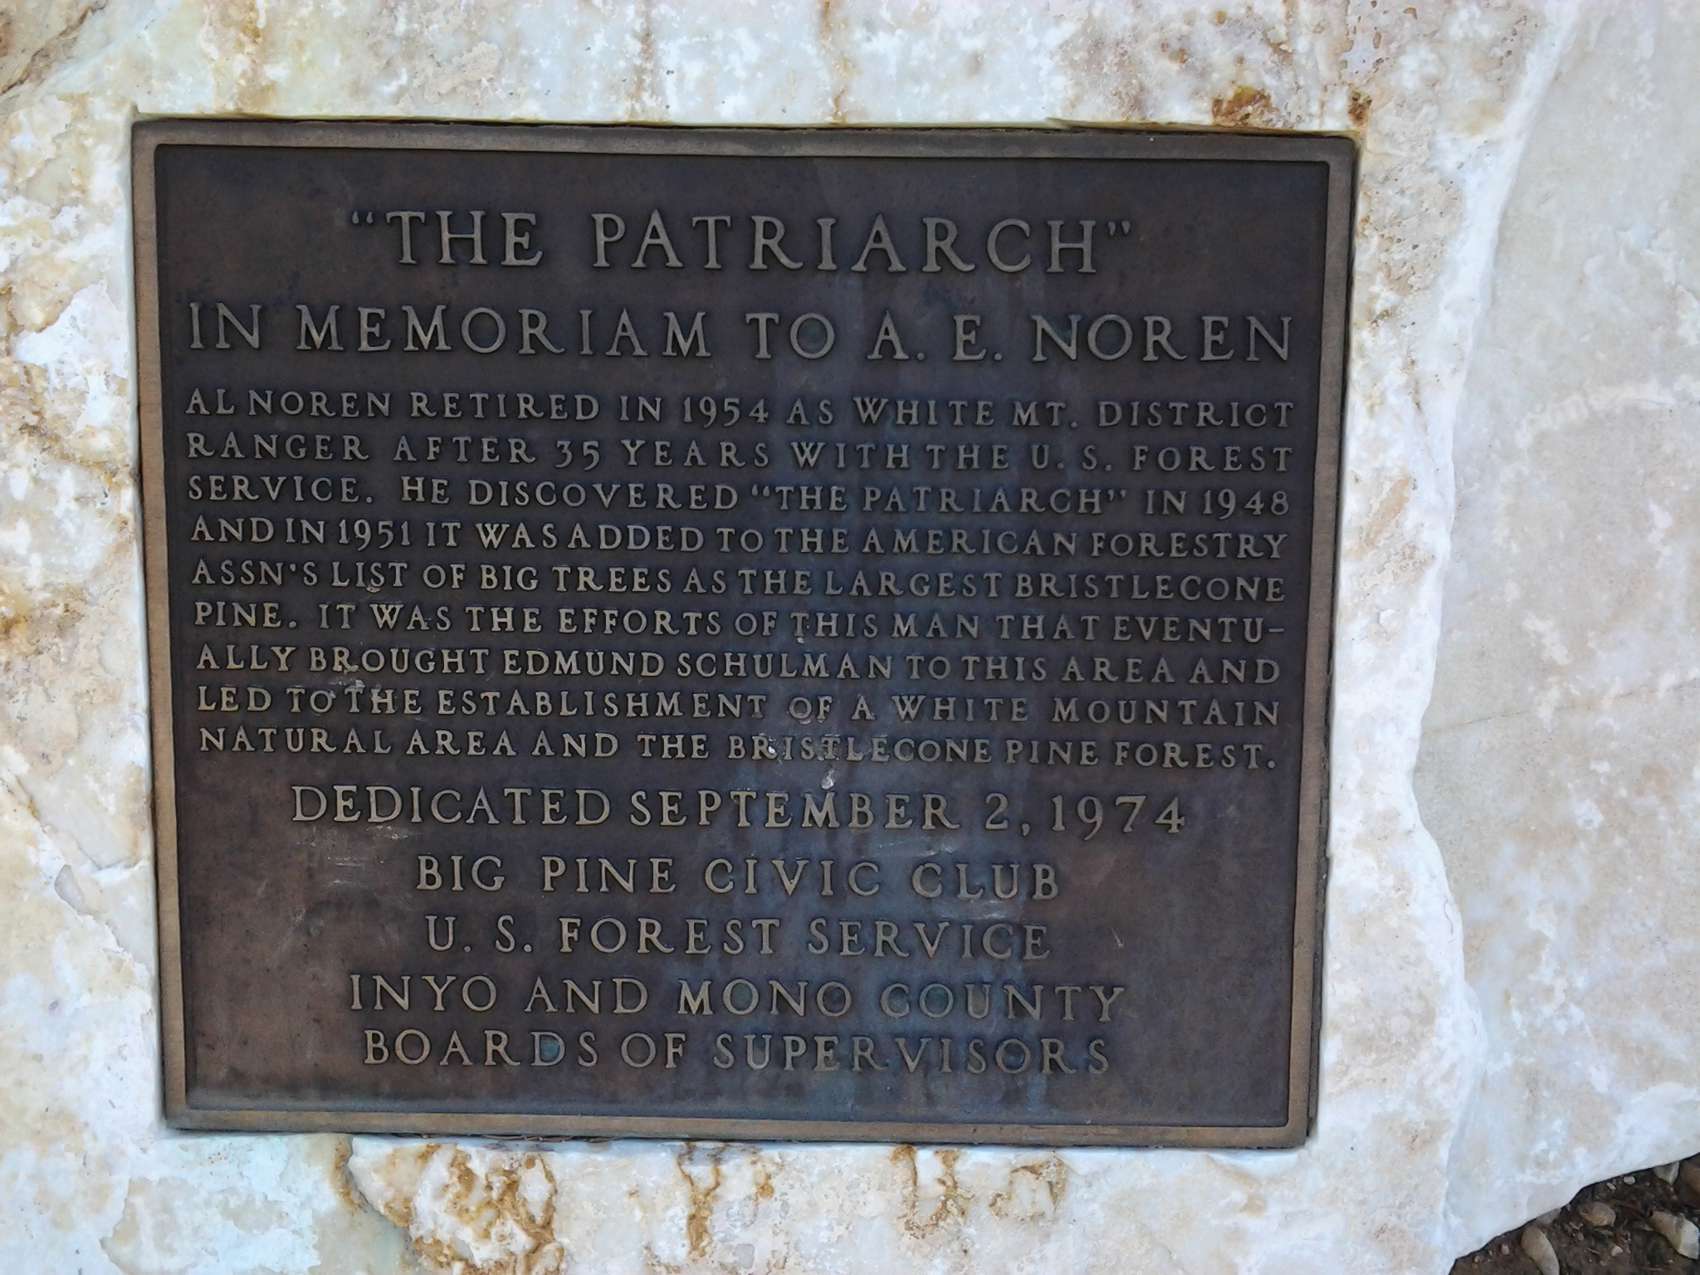 "THE PATRIARCH"
IN MEMORIAM TO A. E. NOREN
AL NOREN RETIRED IN 1954 AS WHITE MT. DISTRICT
RANGER AFTER 35 YEARS WITH THE U. S. FOREST
SERVICE. HE DISCOVERED "THE PATRIARCH" IN 1948
AND IN 1951 IT WAS ADDED TO THE AMERICAN FORESTRY
ASSN'S LIST OF BIG TREES AS THE LARGEST BRISTLECONE
PINE. IT WAS THE EFFORTS OF THIS MAN THAT EVENTU-
ALLY BROUGHT EDMUND SCHULMAN TO THIS AREA AND
LED TO THE ESTABLISHMENT OF A WHITE MOUNTAIN
NATURAL AREA AND THE BRISTLECONE PINE FOREST.
DEDICATED SEPTEMBER 2, 1974
BIG PINE CIVIC CLUB
U. S. FOREST SERVICE
INYO AND MONO COUNTY
BOARDS OF SUPERVISORS